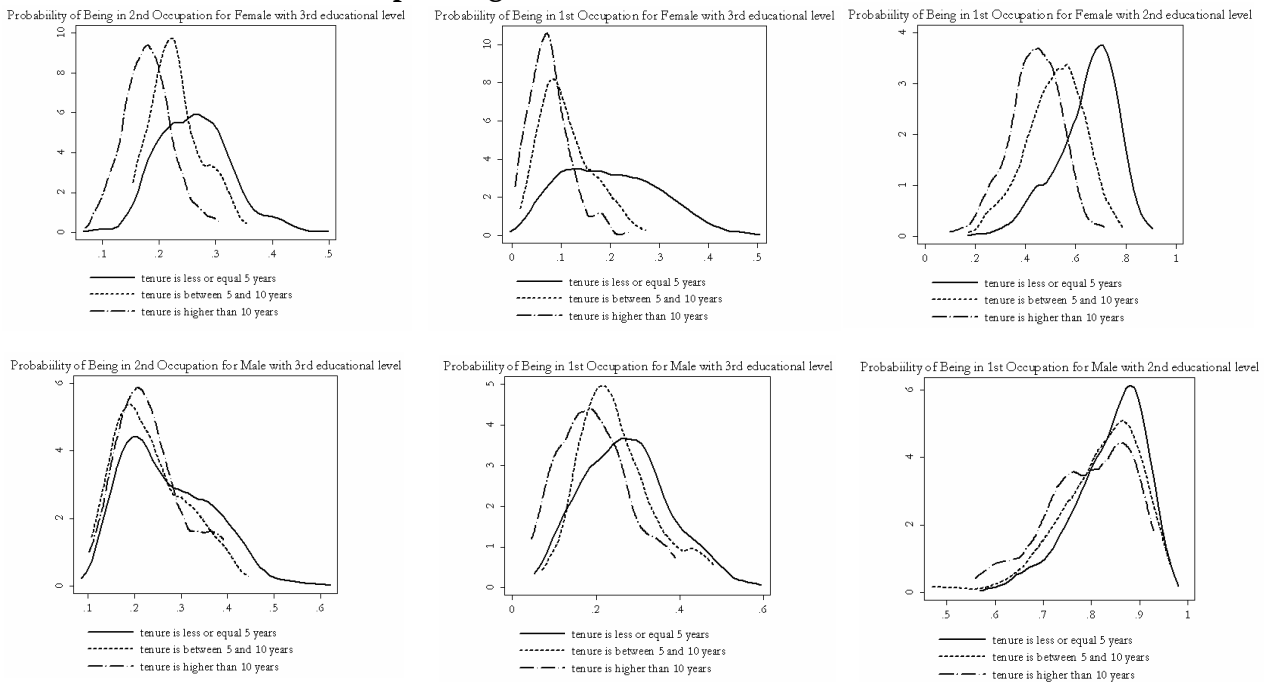 Probabiility of Being in 2nd Occupation for Female with 3rd educational level
10
8
6
4
2
0
.1 .2 .3 .4 .5
tenure is less or equal 5 years
tenure is between 5 and 10 years
tenure is higher than 10 years
Probabiility of Being in 1st Occupation for Female with 3rd educational level
10
8
6
4
2
0
0 .1 .2 .3 .4 .5
tenure is less or equal 5 years
tenure is between 5 and 10 years
tenure is higher than 10 years
Probabiility of Being in 1st Occupation for Female with 2nd educational level
4
3
2
1
0
0 .2 .4 .6 .8 1
tenure is less or equal 5 years
tenure is between 5 and 10 years
tenure is higher than 10 years
Probabiility of Being in 2nd Occupation for Male with 3rd educational level
6
4
2
0
.1 .2 .3 .4 .5 .6
tenure is less or equal 5 years
tenure is between 5 and 10 years
tenure is higher than 10 years
Probabiility of Being in 1st Occupation for Male with 3rd educational level
5
4
3
2
1
0
0 .2 .4 .6
tenure is less or equal 5 years
tenure is between 5 and 10 years
tenure is higher than 10 years
Probabiility of Being in 1st Occupation for Male with 2nd educational level
6
4
2
0
.5 .6 .7 .8 .9 1
tenure is less or equal 5 years
tenure is between 5 and 10 years
tenure is higher than 10 years